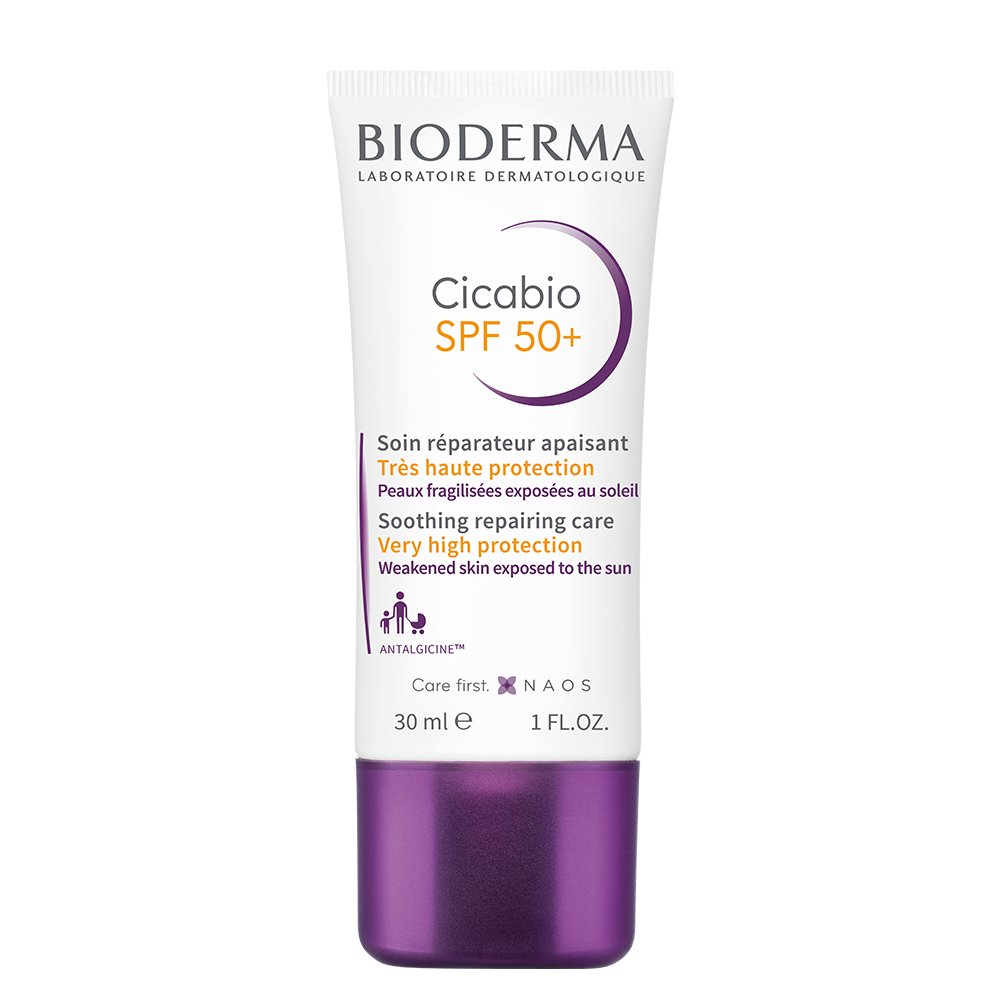 BIODERMA
LABORATOIRE DERMATOLOGIQUE
Cicabio
SPF 50+
Soin réparateur apaisant
Très haute protection
Peaux fragilisées exposées au soleil
Soothing repairing care
Very high protection
Weakened skin exposed to the sun
ANTALGICINE™
Care first. NAOS
30 ml ℮ 1 FL.OZ.